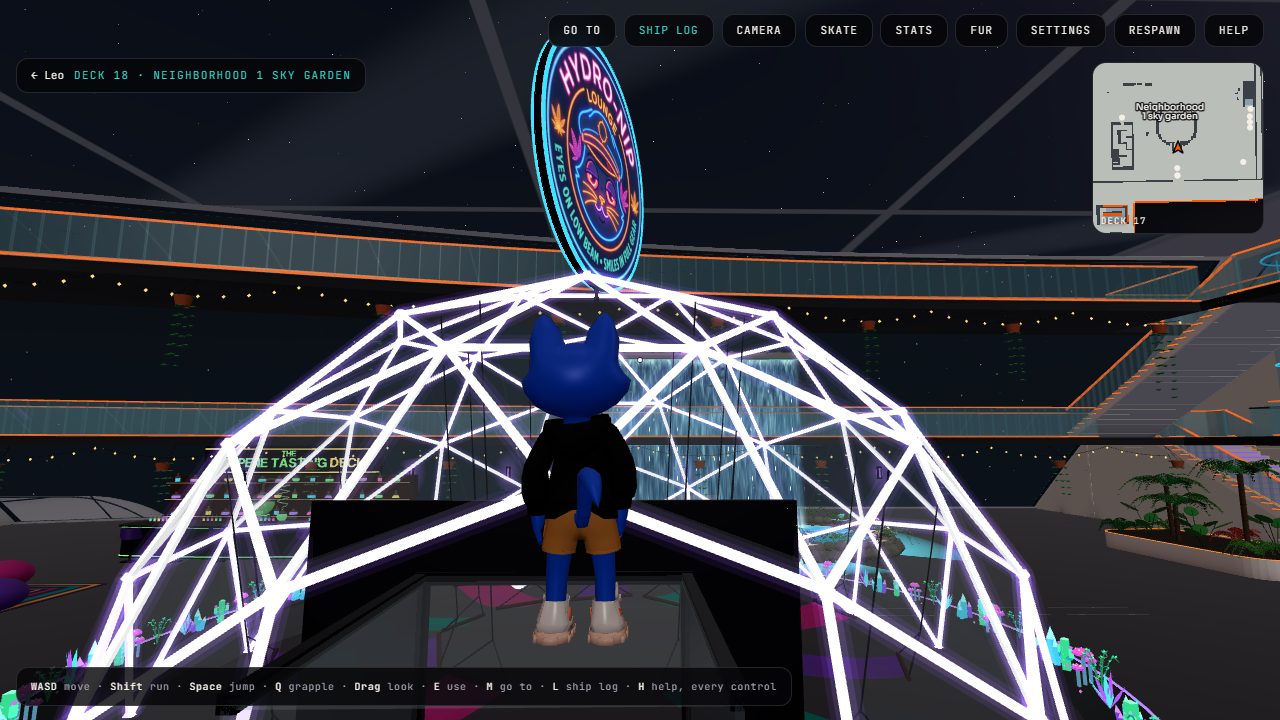 GO TO
SHIP LOG
CAMERA
SKATE
STATS
FUR
SETTINGS
RESPAWN
HELP
← Leo DECK 18 · NEIGHBORHOOD 1 SKY GARDEN
Neighborhood
1 sky garden
DECK 17
HYDRO-NIP
LOUNGE
EYES ON LOW BEAM • SMILES IN
THE
WASD move · Shift run · Space jump · Q grapple · Drag look · E use · M go to · L ship log · H help, every control